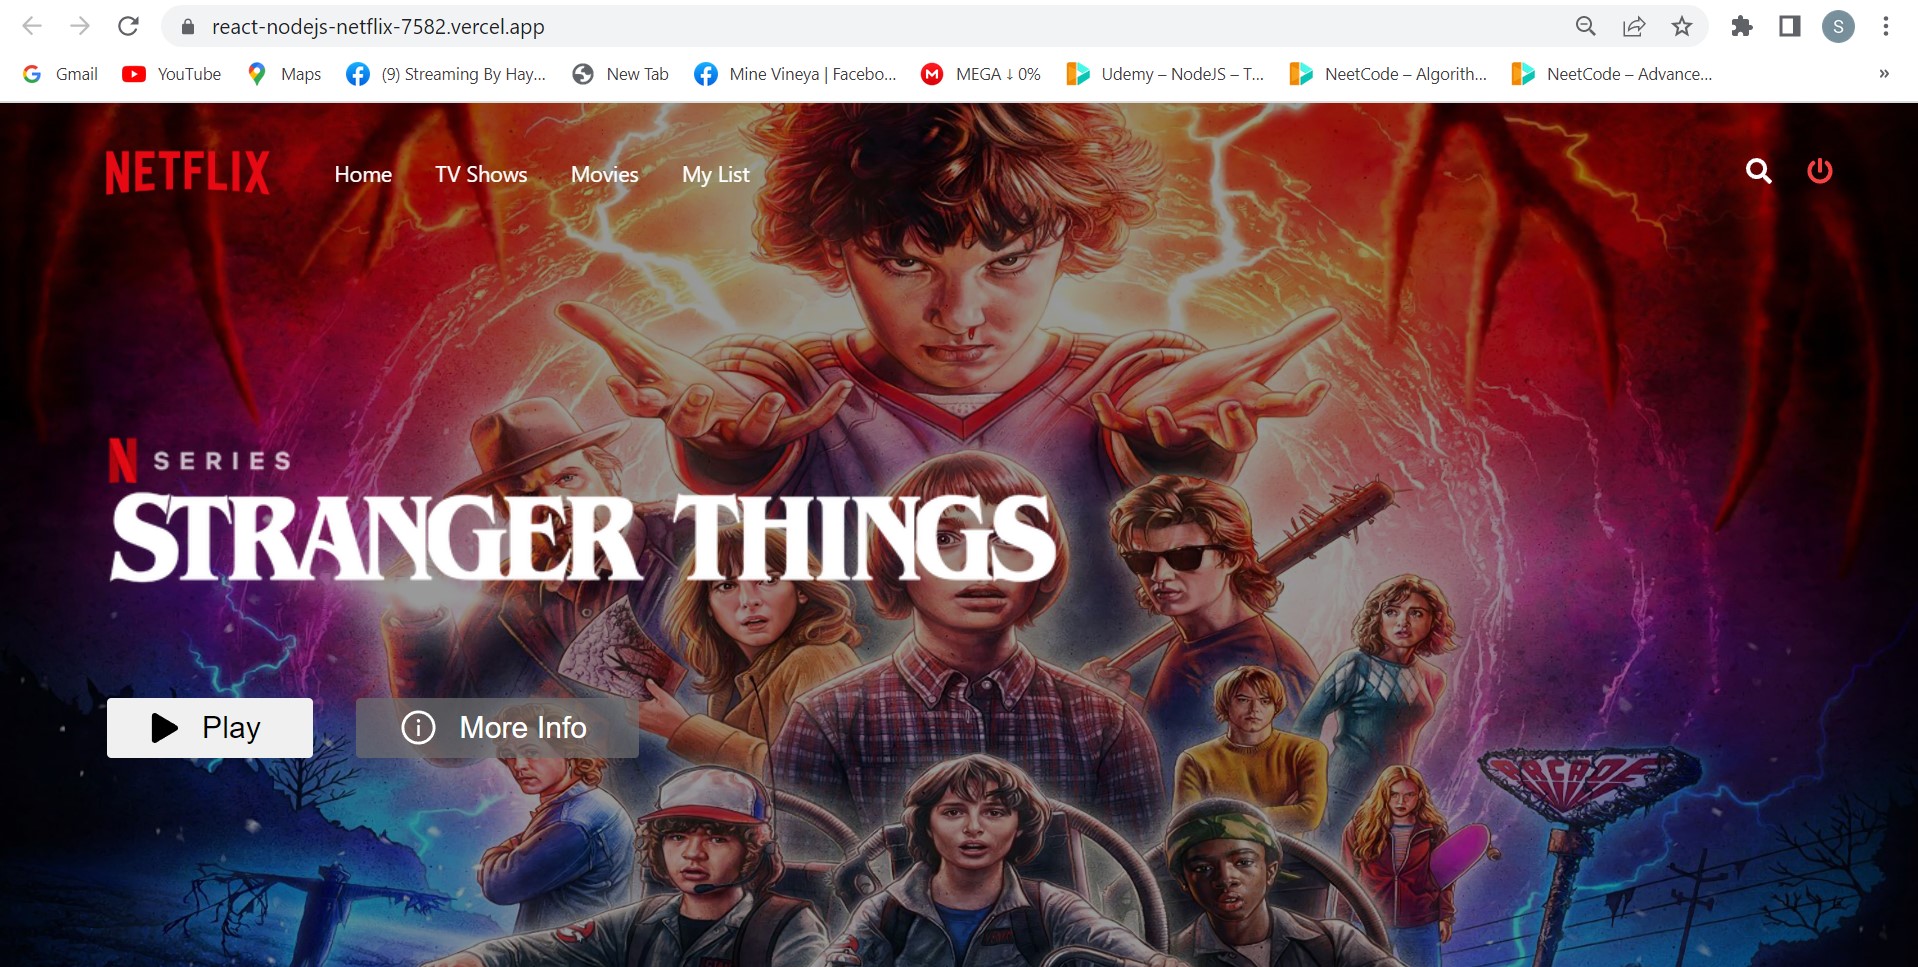 react-nodejs-netflix-7582.vercel.app
S
Gmail YouTube Maps (9) Streaming By Hay... New Tab Mine Vineya | Facebo... MEGA ↓ 0% Udemy – NodeJS – T... NeetCode – Algorith... NeetCode – Advance... »
NETFLIX Home TV Shows Movies My List
N SERIES
STRANGER THINGS
Play More Info
ARCADE